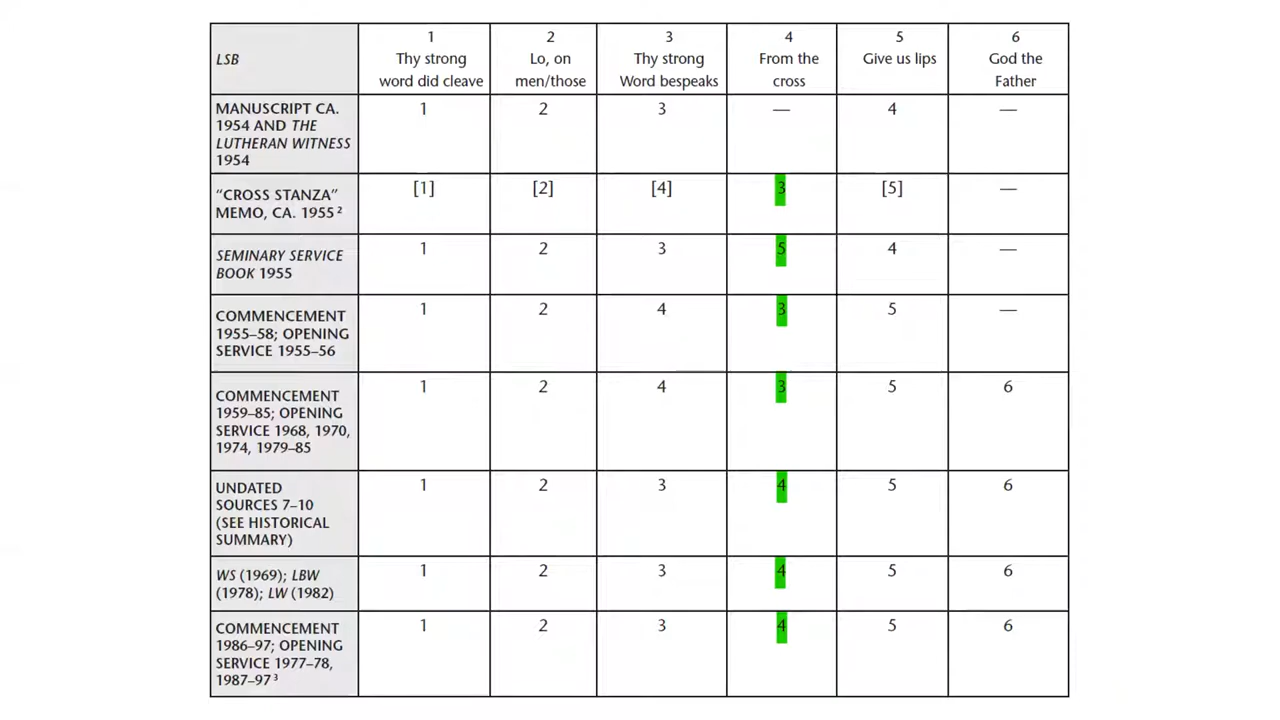 LSB
1
Thy strong
word did cleave
2
Lo, on
men/those
3
Thy strong
Word bespeaks
4
From the
cross
5
Give us lips
6
God the
Father
MANUSCRIPT CA.
1954 AND THE
LUTHERAN WITNESS
1954
1
2
3
—
4
—
“CROSS STANZA”
MEMO, CA. 1955 2
[1]
[2]
[4]
3
[5]
—
SEMINARY SERVICE
BOOK 1955
1
2
3
5
4
—
COMMENCEMENT
1955–58; OPENING
SERVICE 1955–56
1
2
4
3
5
—
COMMENCEMENT
1959–85; OPENING
SERVICE 1968, 1970,
1974, 1979–85
1
2
4
3
5
6
UNDATED
SOURCES 7–10
(SEE HISTORICAL
SUMMARY)
1
2
3
4
5
6
WS (1969); LBW
(1978); LW (1982)
1
2
3
4
5
6
COMMENCEMENT
1986–97; OPENING
SERVICE 1977–78,
1987–97 3
1
2
3
4
5
6